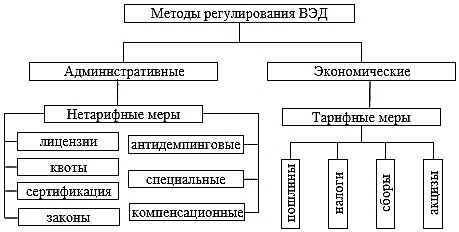 Методы регулирования ВЭД
Административные
Экономические
Нетарифные меры
Тарифные меры
лицензии
квоты
сертификация
законы
антидемпинговые
специальные
компенсационные
пошлины
налоги
сборы
акцизы